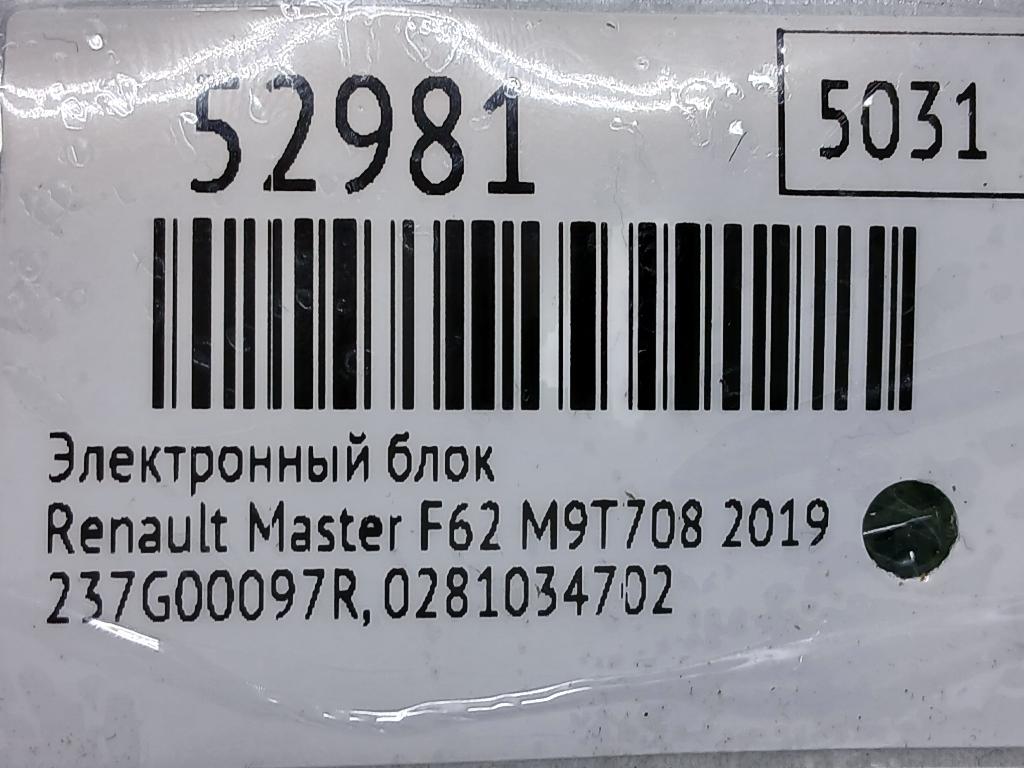 52981
5031
Электронный блок
Renault Master F62 M9T708 2019
237G00097R, 0281034702